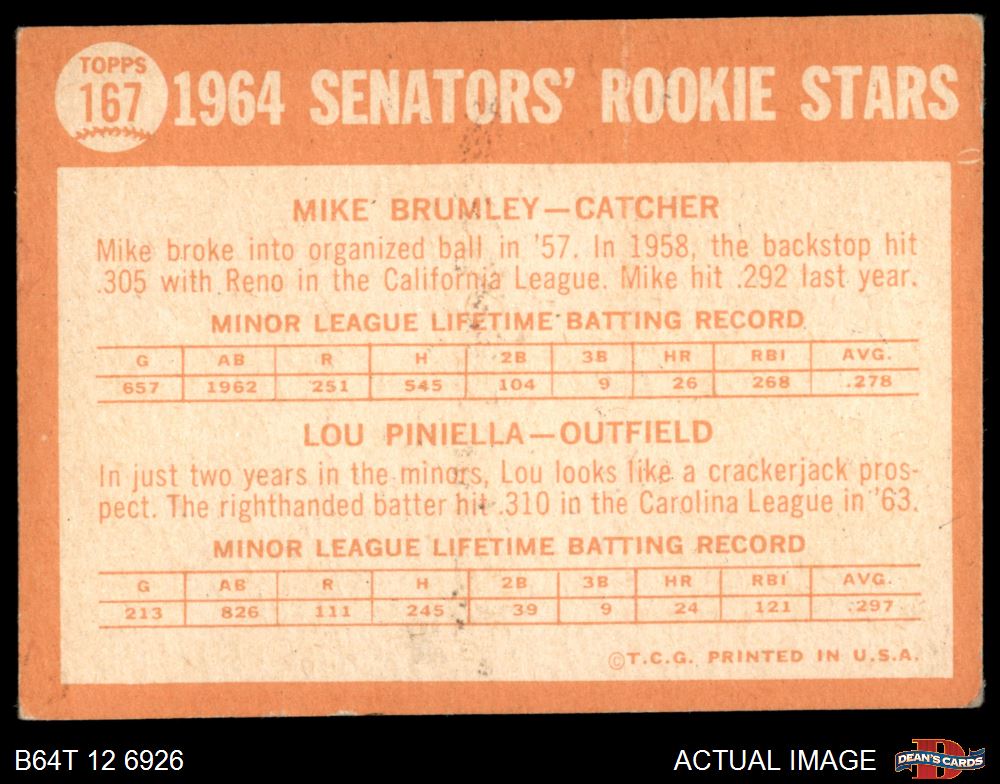 TOPPS
167
1964 SENATORS' ROOKIE STARS
MIKE BRUMLEY—CATCHER
Mike broke into organized ball in '57. In 1958, the backstop hit
.305 with Reno in the California League. Mike hit .292 last year.
MINOR LEAGUE LIFETIME BATTING RECORD
G AB R H 2B 3B HR RBI AVG.
657 1962 251 545 104 9 26 268 .278
LOU PINIELLA—OUTFIELD
In just two years in the minors, Lou looks like a crackerjack pros-
pect. The righthanded batter hit .310 in the Carolina League in '63.
MINOR LEAGUE LIFETIME BATTING RECORD
G AB R H 2B 3B HR RBI AVG.
213 826 111 245 39 9 24 121 .297
©T.C.G. PRINTED IN U.S.A.
B64T 12 6926
ACTUAL IMAGE
DEAN'S CARDS